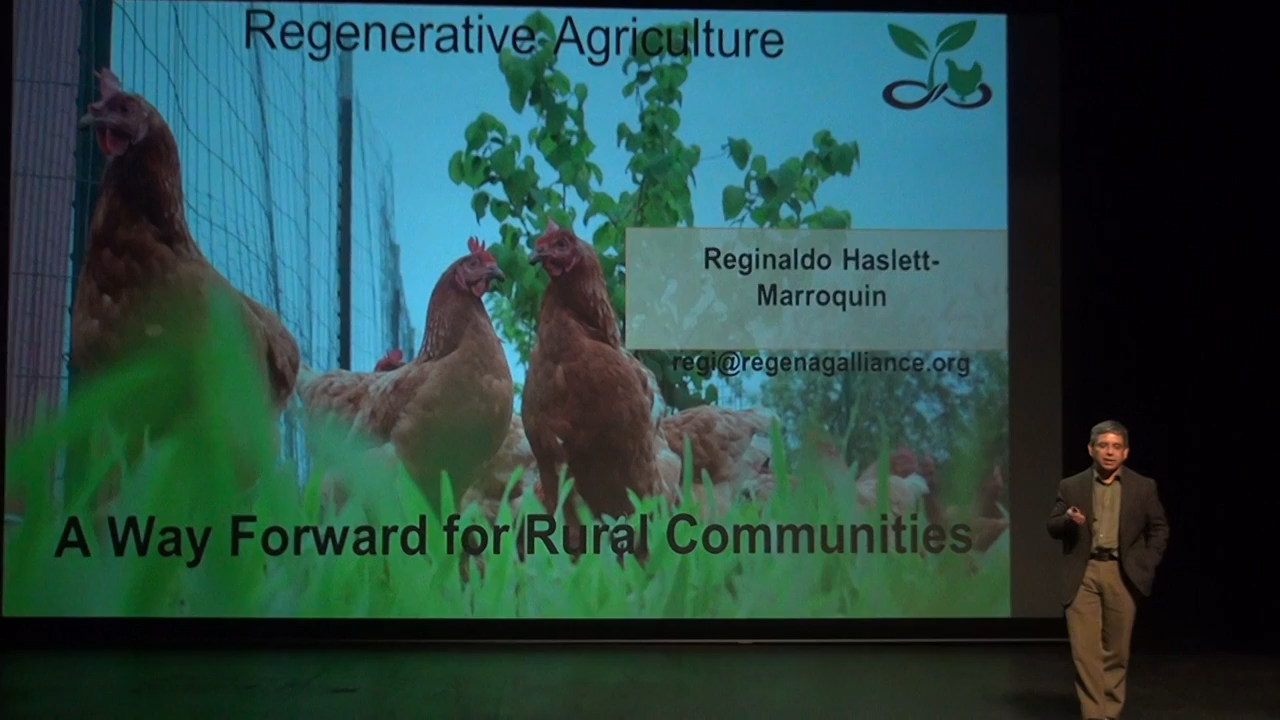 Regenerative Agriculture
Reginaldo Haslett-
Marroquin
regi@regenagalliance.org
A Way Forward for Rural Communities